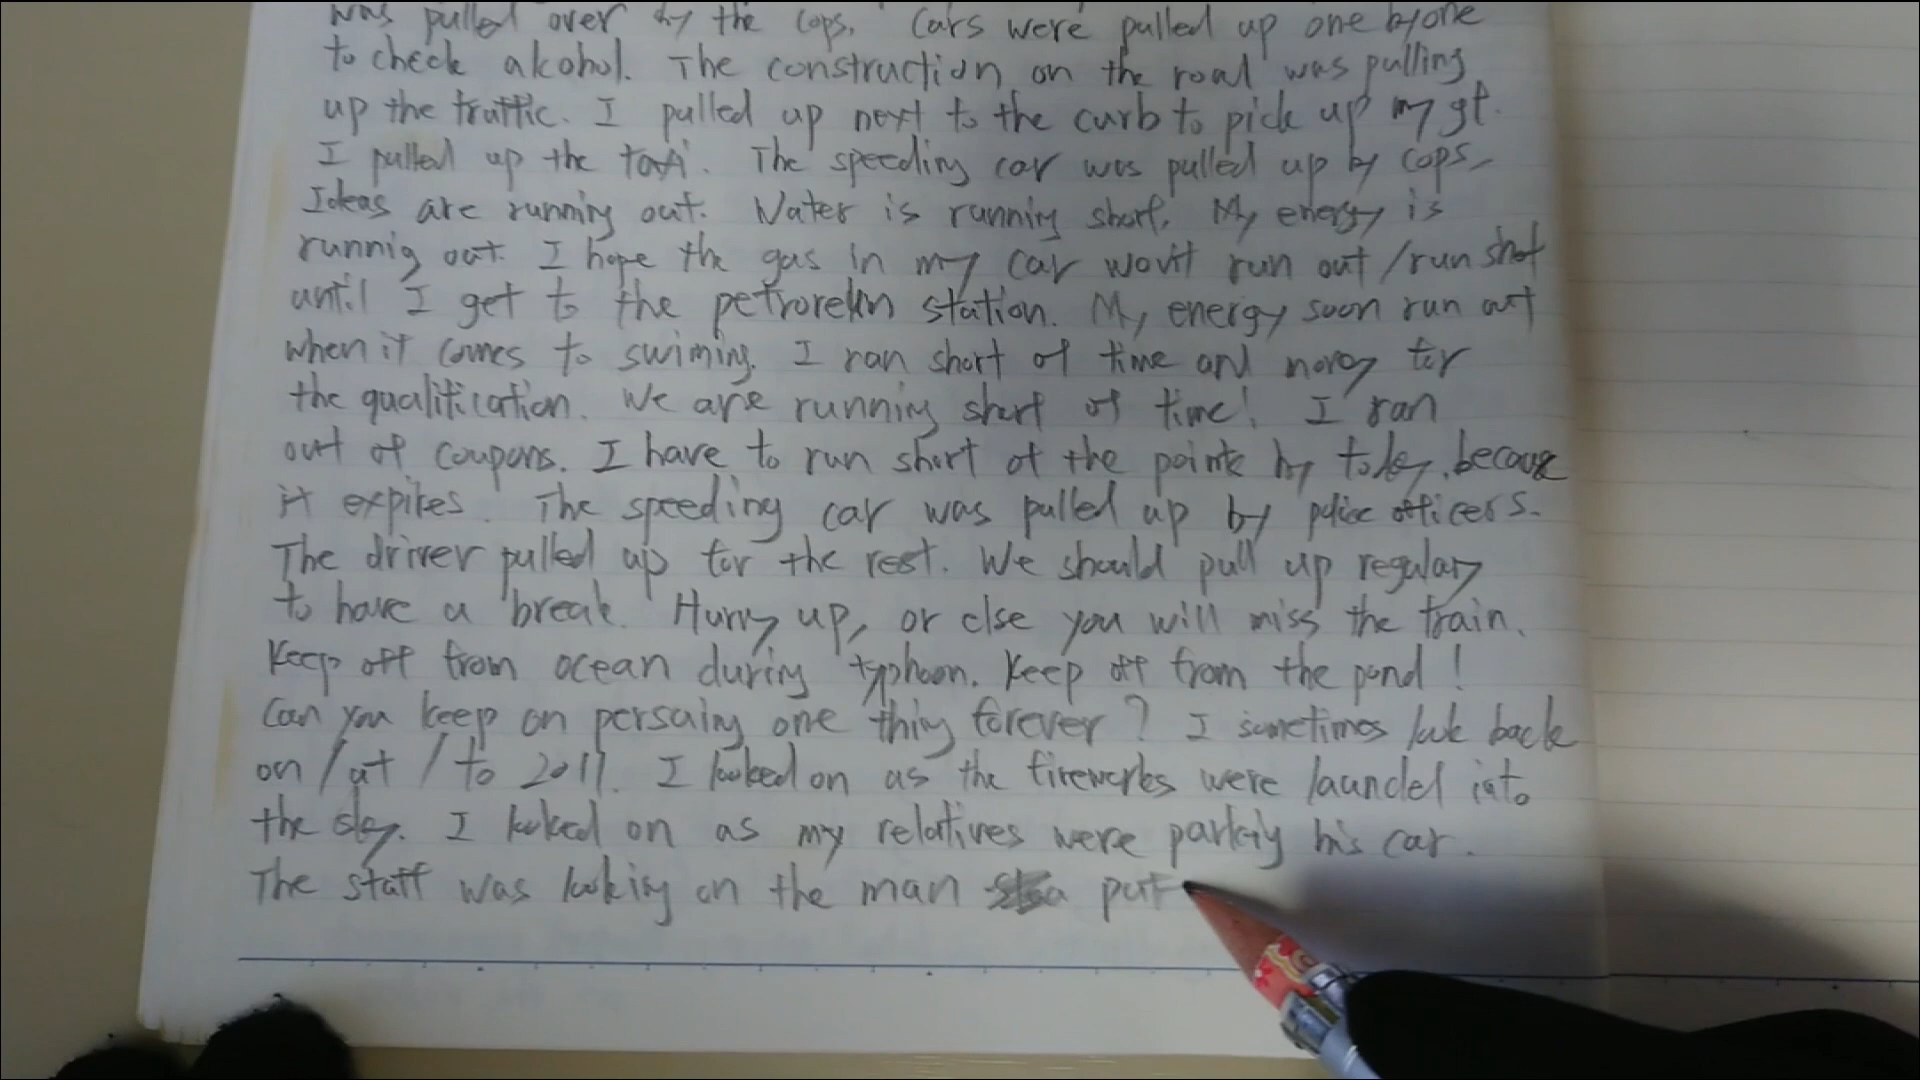 was pulled over by the cops. Cars were pulled up one by one
to check alcohol. The construction on the road was pulling
up the traffic. I pulled up next to the curb to pick up my gf.
I pulled up the taxi. The speeding car was pulled up by cops.
Ideas are running out. Water is running short. My energy is
runnig out. I hope the gas in my car won't run out / run short
until I get to the station. My energy soon run out
when it comes to swiming. I ran short of time and money for
the qualification. We are running short of time! I ran
out of coupons. I have to run short of the points by today, because
it expires. The speeding car was pulled up by police officers.
The driver pulled up for the rest. We should pull up regulary
to have a break. Hurry up, or else you will miss the train.
Keep off from ocean during typhoon. Keep off from the pond!
Can you keep on persuing one thing forever? I sometimes look back
on / at / to 2011. I looked on as the fireworks were into
the sky. I looked on as my relatives were parking his car.
The staff was looking on the man put